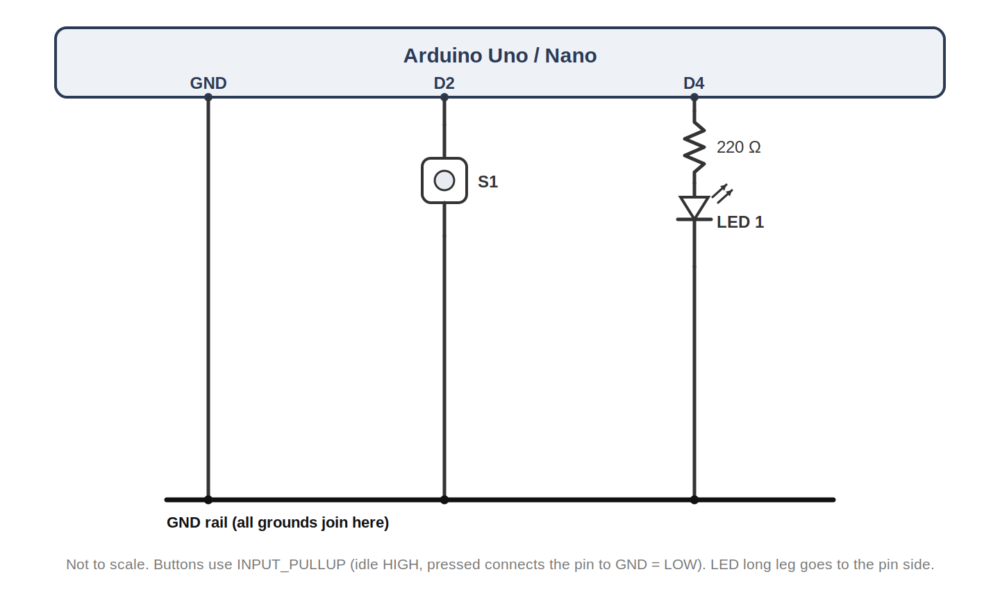 Arduino Uno / Nano
GND
D2
D4
220 Ω
S1
LED 1
GND rail (all grounds join here)
Not to scale. Buttons use INPUT_PULLUP (idle HIGH, pressed connects the pin to GND = LOW). LED long leg goes to the pin side.